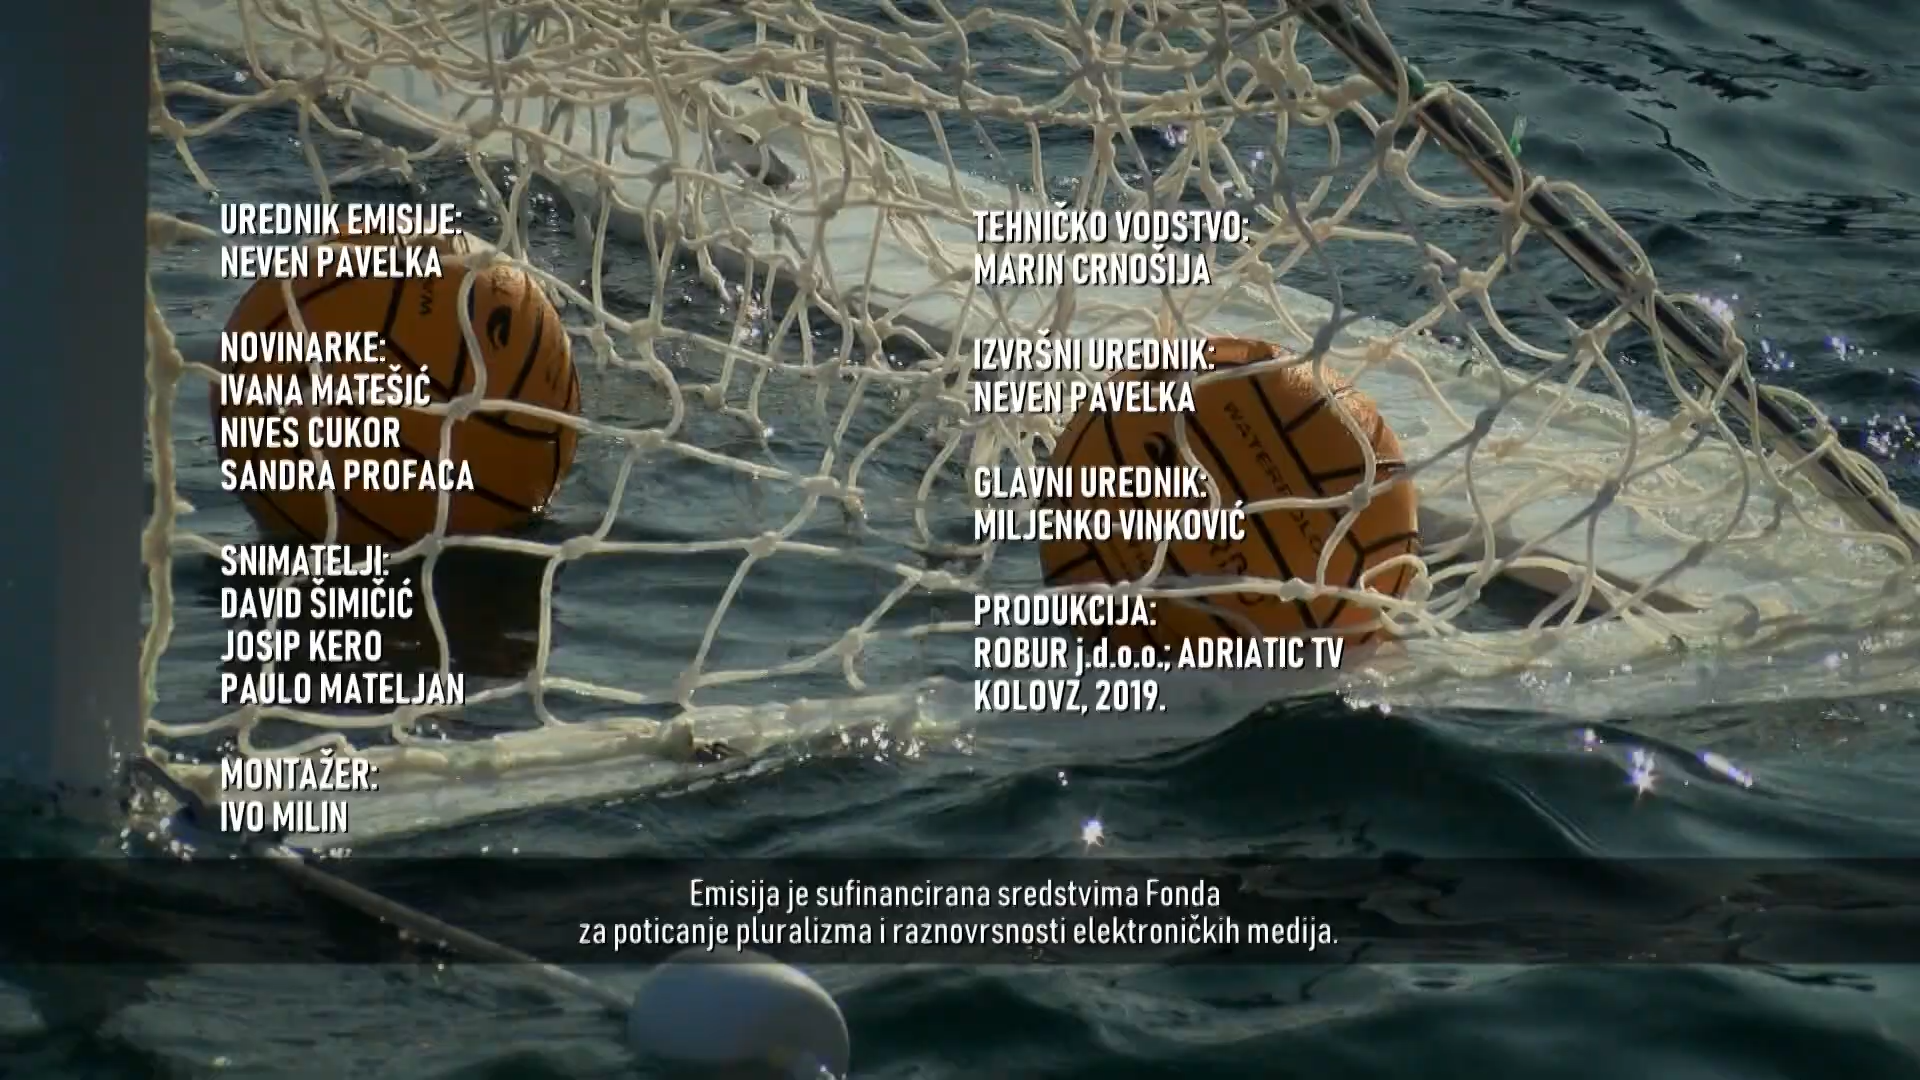 UREDNIK EMISIJE:
NEVEN PAVELKA
NOVINARKE:
IVANA MATEŠIĆ
NIVES CUKOR
SANDRA PROFACA
SNIMATELJI:
DAVID ŠIMIČIĆ
JOSIP KERO
PAULO MATELJAN
MONTAŽER:
IVO MILIN
TEHNIČKO VODSTVO:
MARIN CRNOŠIJA
IZVRŠNI UREDNIK:
NEVEN PAVELKA
GLAVNI UREDNIK:
MILJENKO VINKOVIĆ
PRODUKCIJA:
ROBUR j.d.o.o.; ADRIATIC TV
KOLOVZ, 2019.
Emisija je sufinancirana sredstvima Fonda
za poticanje pluralizma i raznovrsnosti elektroničkih medija.